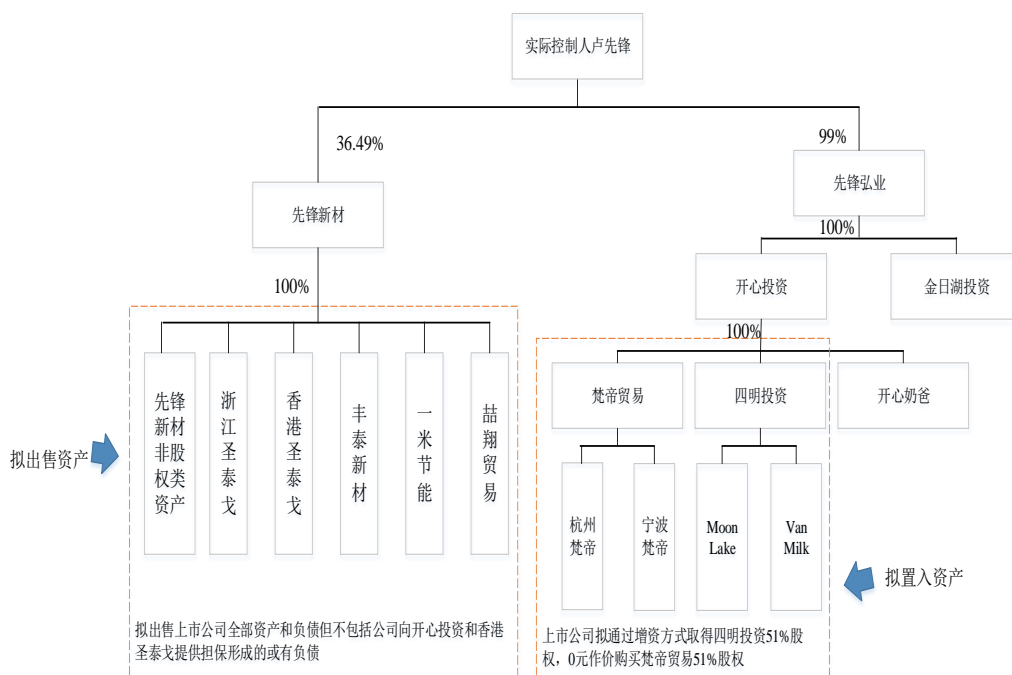 实际控制人卢先锋
36.49%
99%
先锋新材
先锋弘业
100%
100%
开心投资
金日湖投资
100%
梵帝贸易
四明投资
开心奶爸
先锋
新材
非股
权类
资产
浙江圣泰戈
香港圣泰戈
丰泰新材
一米节能
喆翔贸易
拟出售资产
杭州
梵帝
宁波
梵帝
Moon
Lake
Van
Milk
拟置入资产
拟出售上市公司全部资产和负债但不包括公司向开心投资和香港
圣泰戈提供担保形成的或有负债
上市公司拟通过增资方式取得四明投资51%股
权，0元作价购买梵帝贸易51%股权